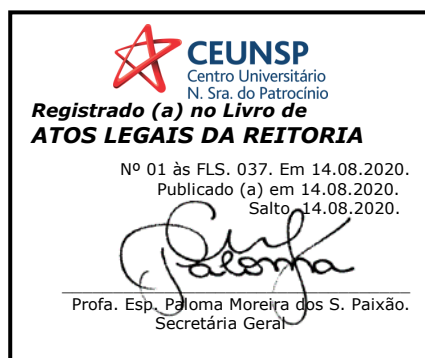 CEUNSP
Centro Universitário
N. Sra. do Patrocínio
Registrado (a) no Livro de
ATOS LEGAIS DA REITORIA
Nº 01 às FLS. 037. Em 14.08.2020.
Publicado (a) em 14.08.2020.
Salto, 14.08.2020.
Paloma
Profa. Esp. Paloma Moreira dos S. Paixão.
Secretária Geral